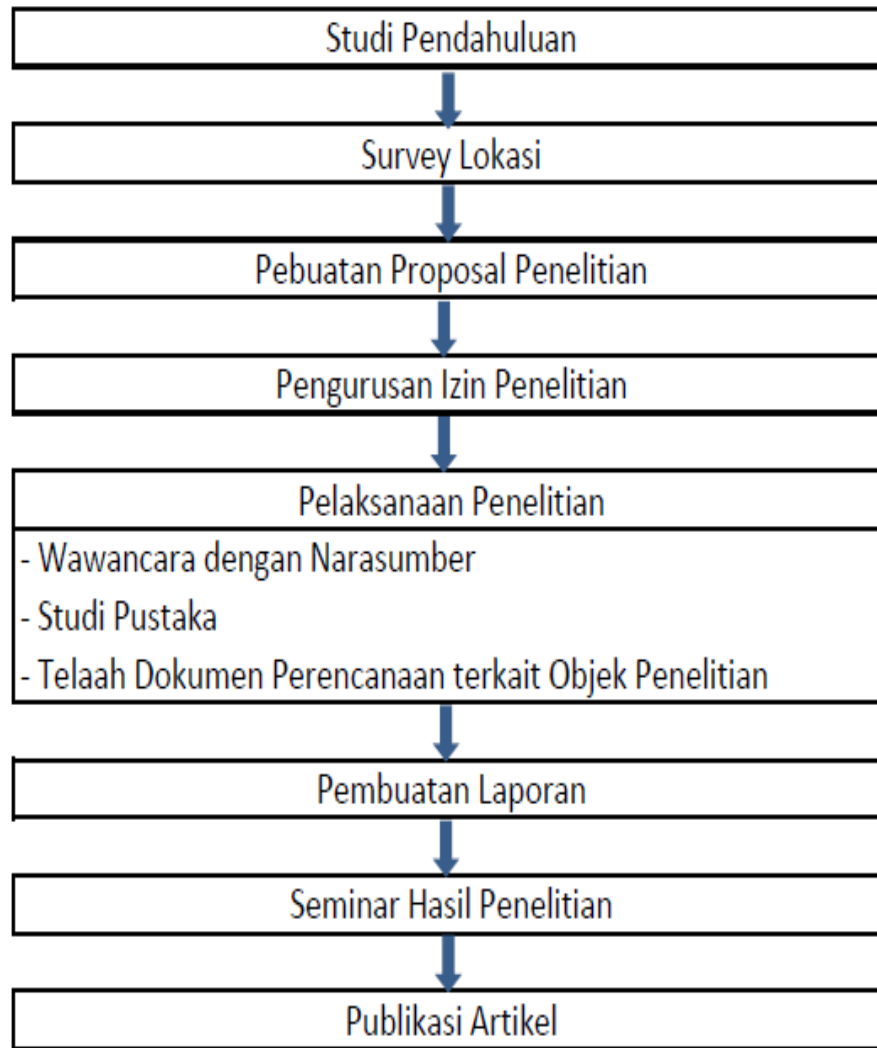 Studi Pendahuluan
Survey Lokasi
Pebuatan Proposal Penelitian
Pengurusan Izin Penelitian
Pelaksanaan Penelitian
- Wawancara dengan Narasumber
- Studi Pustaka
- Telaah Dokumen Perencanaan terkait Objek Penelitian
Pembuatan Laporan
Seminar Hasil Penelitian
Publikasi Artikel